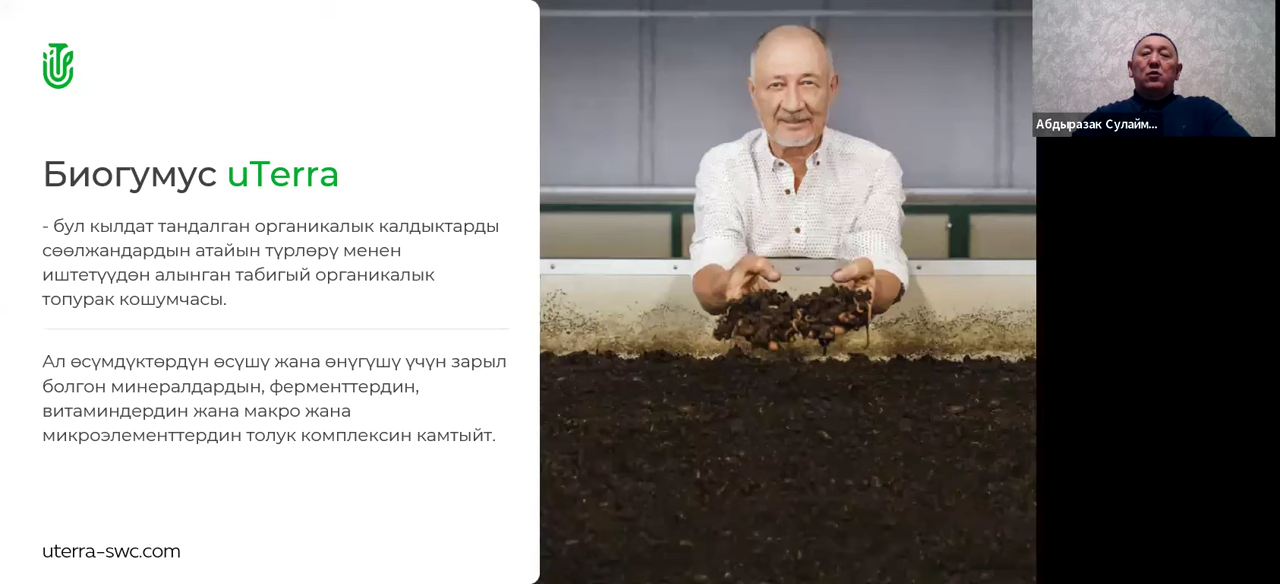 Биогумус uTerra
- бул кылдат тандалган органикалык калдыктарды
сөөлжандардын атайын түрлөрү менен
иштетүүдөн алынган табигый органикалык
топурак кошумчасы.
Ал өсүмдүктөрдүн өсүшү жана өнүгүшү үчүн зарыл
болгон минералдардын, ферменттердин,
витаминдердин жана макро жана
микроэлементтердин толук комплексин камтыйт.
uterra-swc.com
Абдыразак Сулайм...